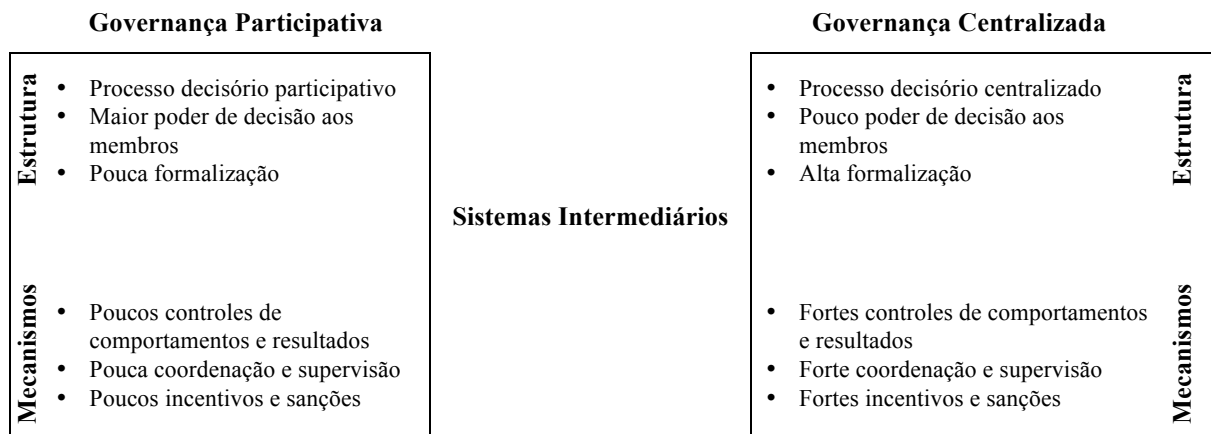 Governança Participativa
Governança Centralizada
Estrutura
• Processo decisório participativo
• Maior poder de decisão aos
membros
• Pouca formalização
Mecanismos
• Poucos controles de
comportamentos e resultados
• Pouca coordenação e supervisão
• Poucos incentivos e sanções
Sistemas Intermediários
• Processo decisório centralizado
• Pouco poder de decisão aos
membros
• Alta formalização
Estrutura
• Fortes controles de comportamentos
e resultados
• Forte coordenação e supervisão
• Fortes incentivos e sanções
Mecanismos